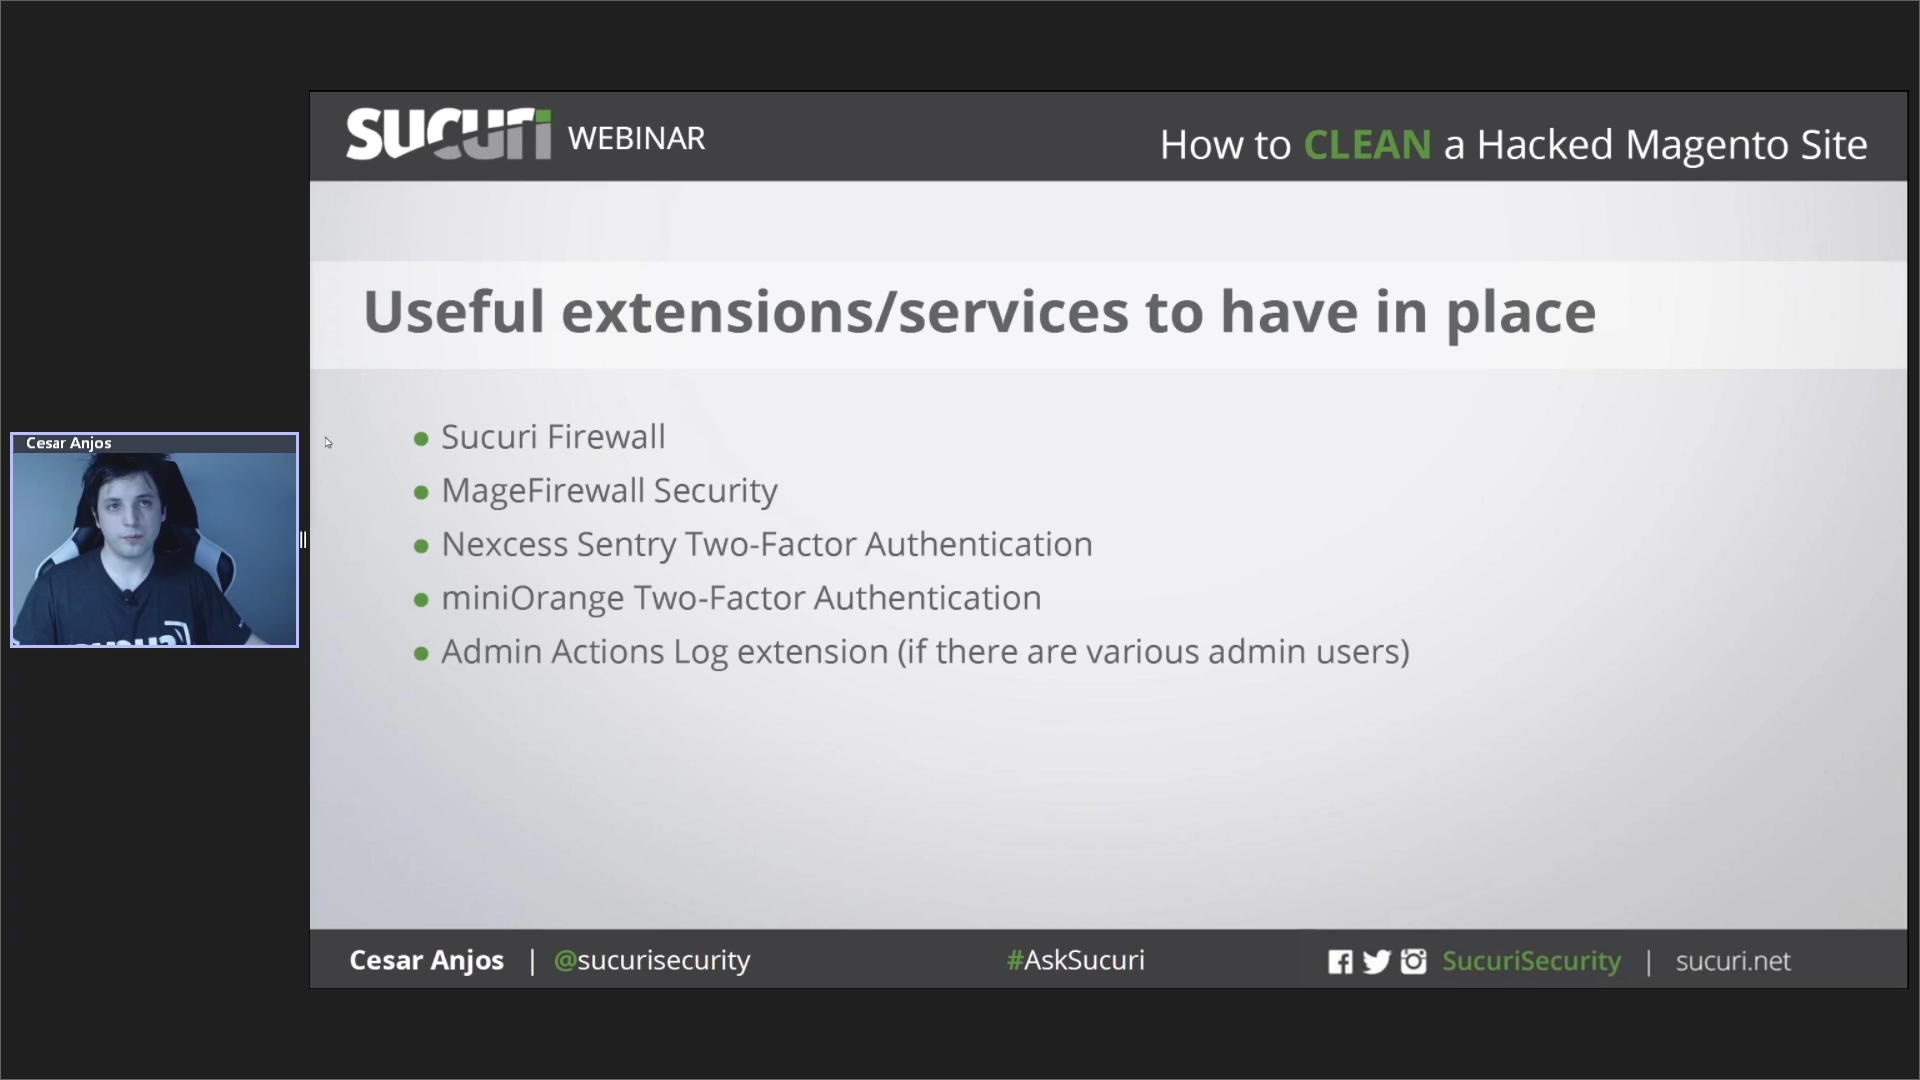 SUCURI WEBINAR
How to CLEAN a Hacked Magento Site
Useful extensions/services to have in place
Cesar Anjos
Sucuri Firewall
MageFirewall Security
Nexcess Sentry Two-Factor Authentication
miniOrange Two-Factor Authentication
Admin Actions Log extension (if there are various admin users)
Cesar Anjos | @sucurisecurity
#AskSucuri
SucuriSecurity | sucuri.net